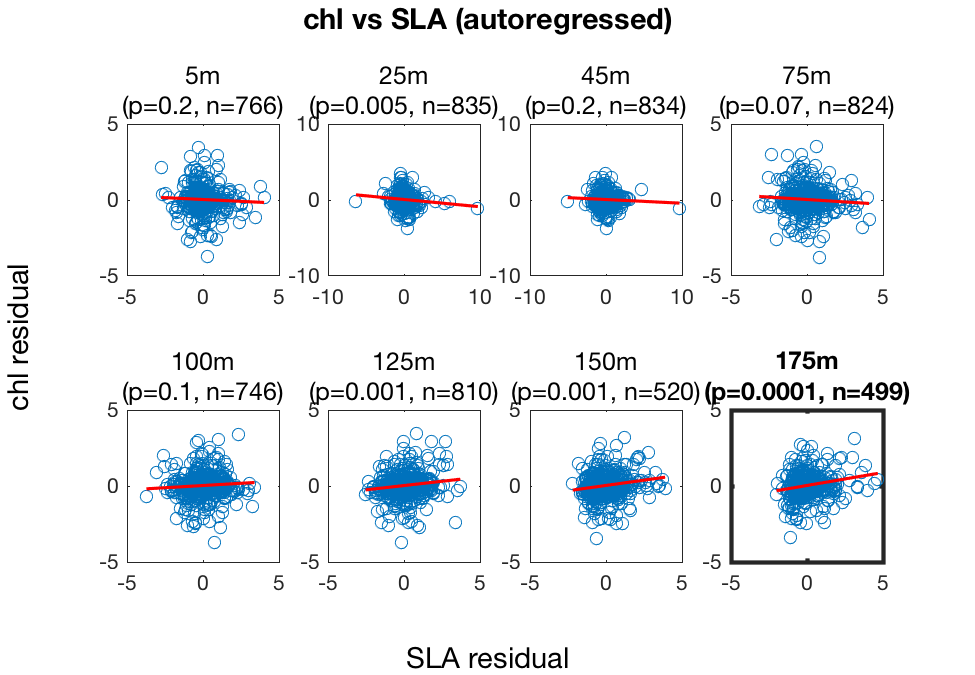 chl vs SLA (autoregressed)
5m
(p=0.2, n=766)
25m
(p=0.005, n=835)
45m
(p=0.2, n=834)
75m
(p=0.07, n=824)
5
0
-5
-5 0 5
10
0
-10
-10 0 10
10
0
-10
-10 0 10
5
0
-5
-5 0 5
chl residual
100m
(p=0.1, n=746)
125m
(p=0.001, n=810)
150m
(p=0.001, n=520)
175m
(p=0.0001, n=499)
5
0
-5
-5 0 5
5
0
-5
-5 0 5
5
0
-5
-5 0 5
5
0
-5
-5 0 5
SLA residual